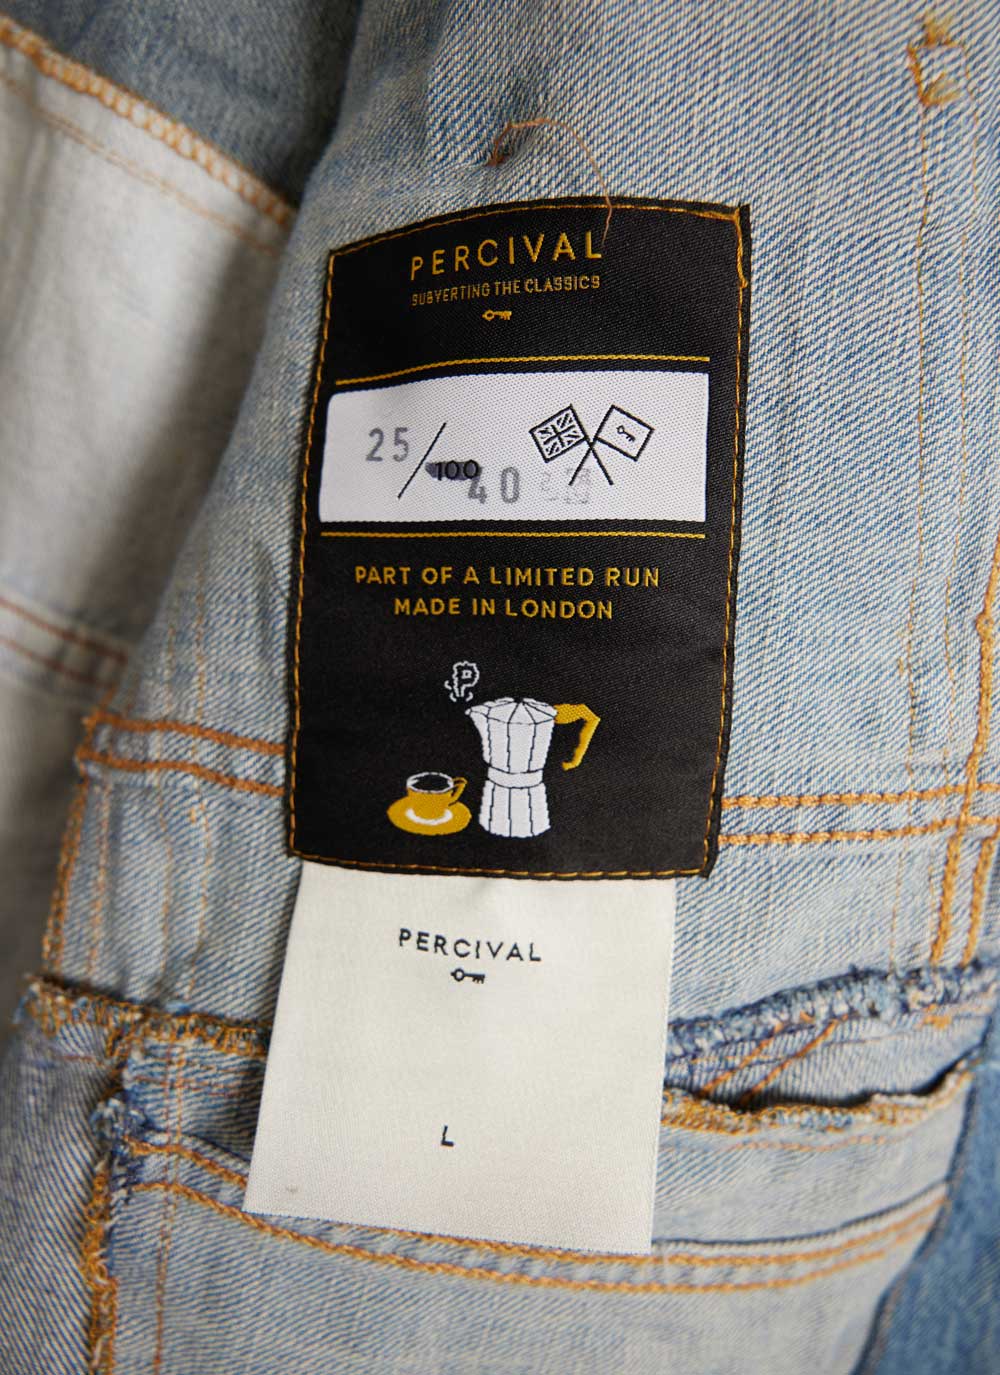 PERCIVAL
SUBVERTING THE CLASSICS
25/100 40
PART OF A LIMITED RUN
MADE IN LONDON
P
PERCIVAL
L